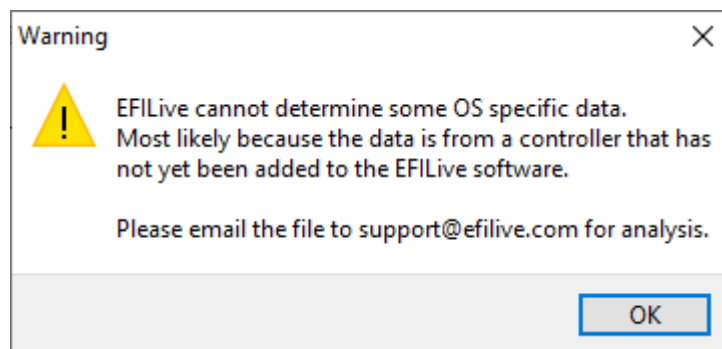 Warning
EFILive cannot determine some OS specific data.
Most likely because the data is from a controller that has
not yet been added to the EFILive software.
Please email the file to support@efilive.com for analysis.
OK